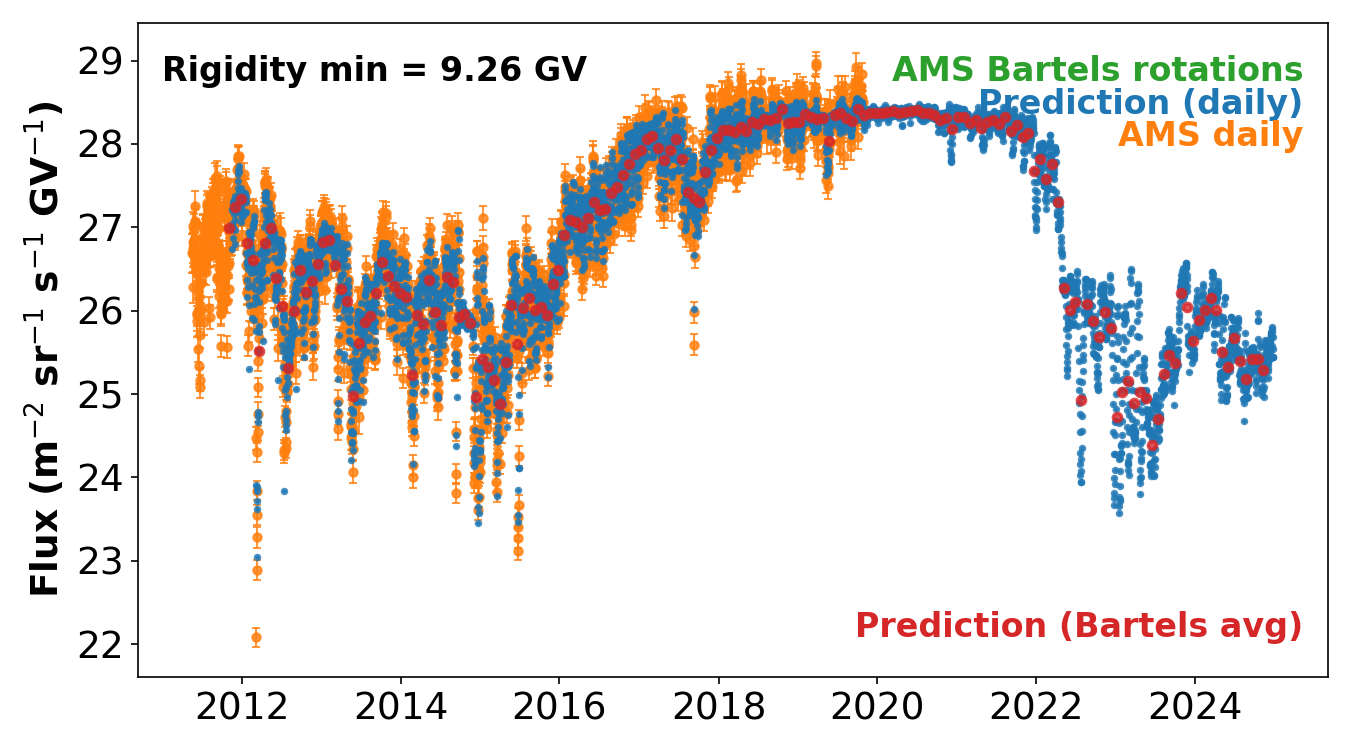 Rigidity min = 9.26 GV
AMS Bartels rotations
Prediction (daily)
AMS daily
Prediction (Bartels avg)
Flux (m⁻² sr⁻¹ s⁻¹ GV⁻¹)
29
28
27
26
25
24
23
22
2012 2014 2016 2018 2020 2022 2024